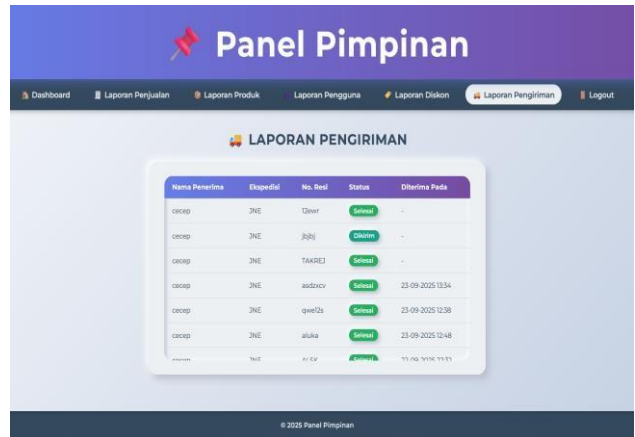 Panel Pimpinan
Dashboard Laporan Penjualan Laporan Produk Laporan Pengguna Laporan Diskon Laporan Pengiriman Logout
LAPORAN PENGIRIMAN
Nama Penerima Ekspedisi No. Resi Status Diterima Pada
cecep JNE 12ewr Selesai -
cecep JNE jbjbj Dikirim -
cecep JNE TAKREJ Selesai -
cecep JNE asdzxcv Selesai 23-09-2025 13:34
cecep JNE qwe12s Selesai 23-09-2025 12:38
cecep JNE aluka Selesai 23-09-2025 12:48
cecep JNE Selesai
© 2025 Panel Pimpinan